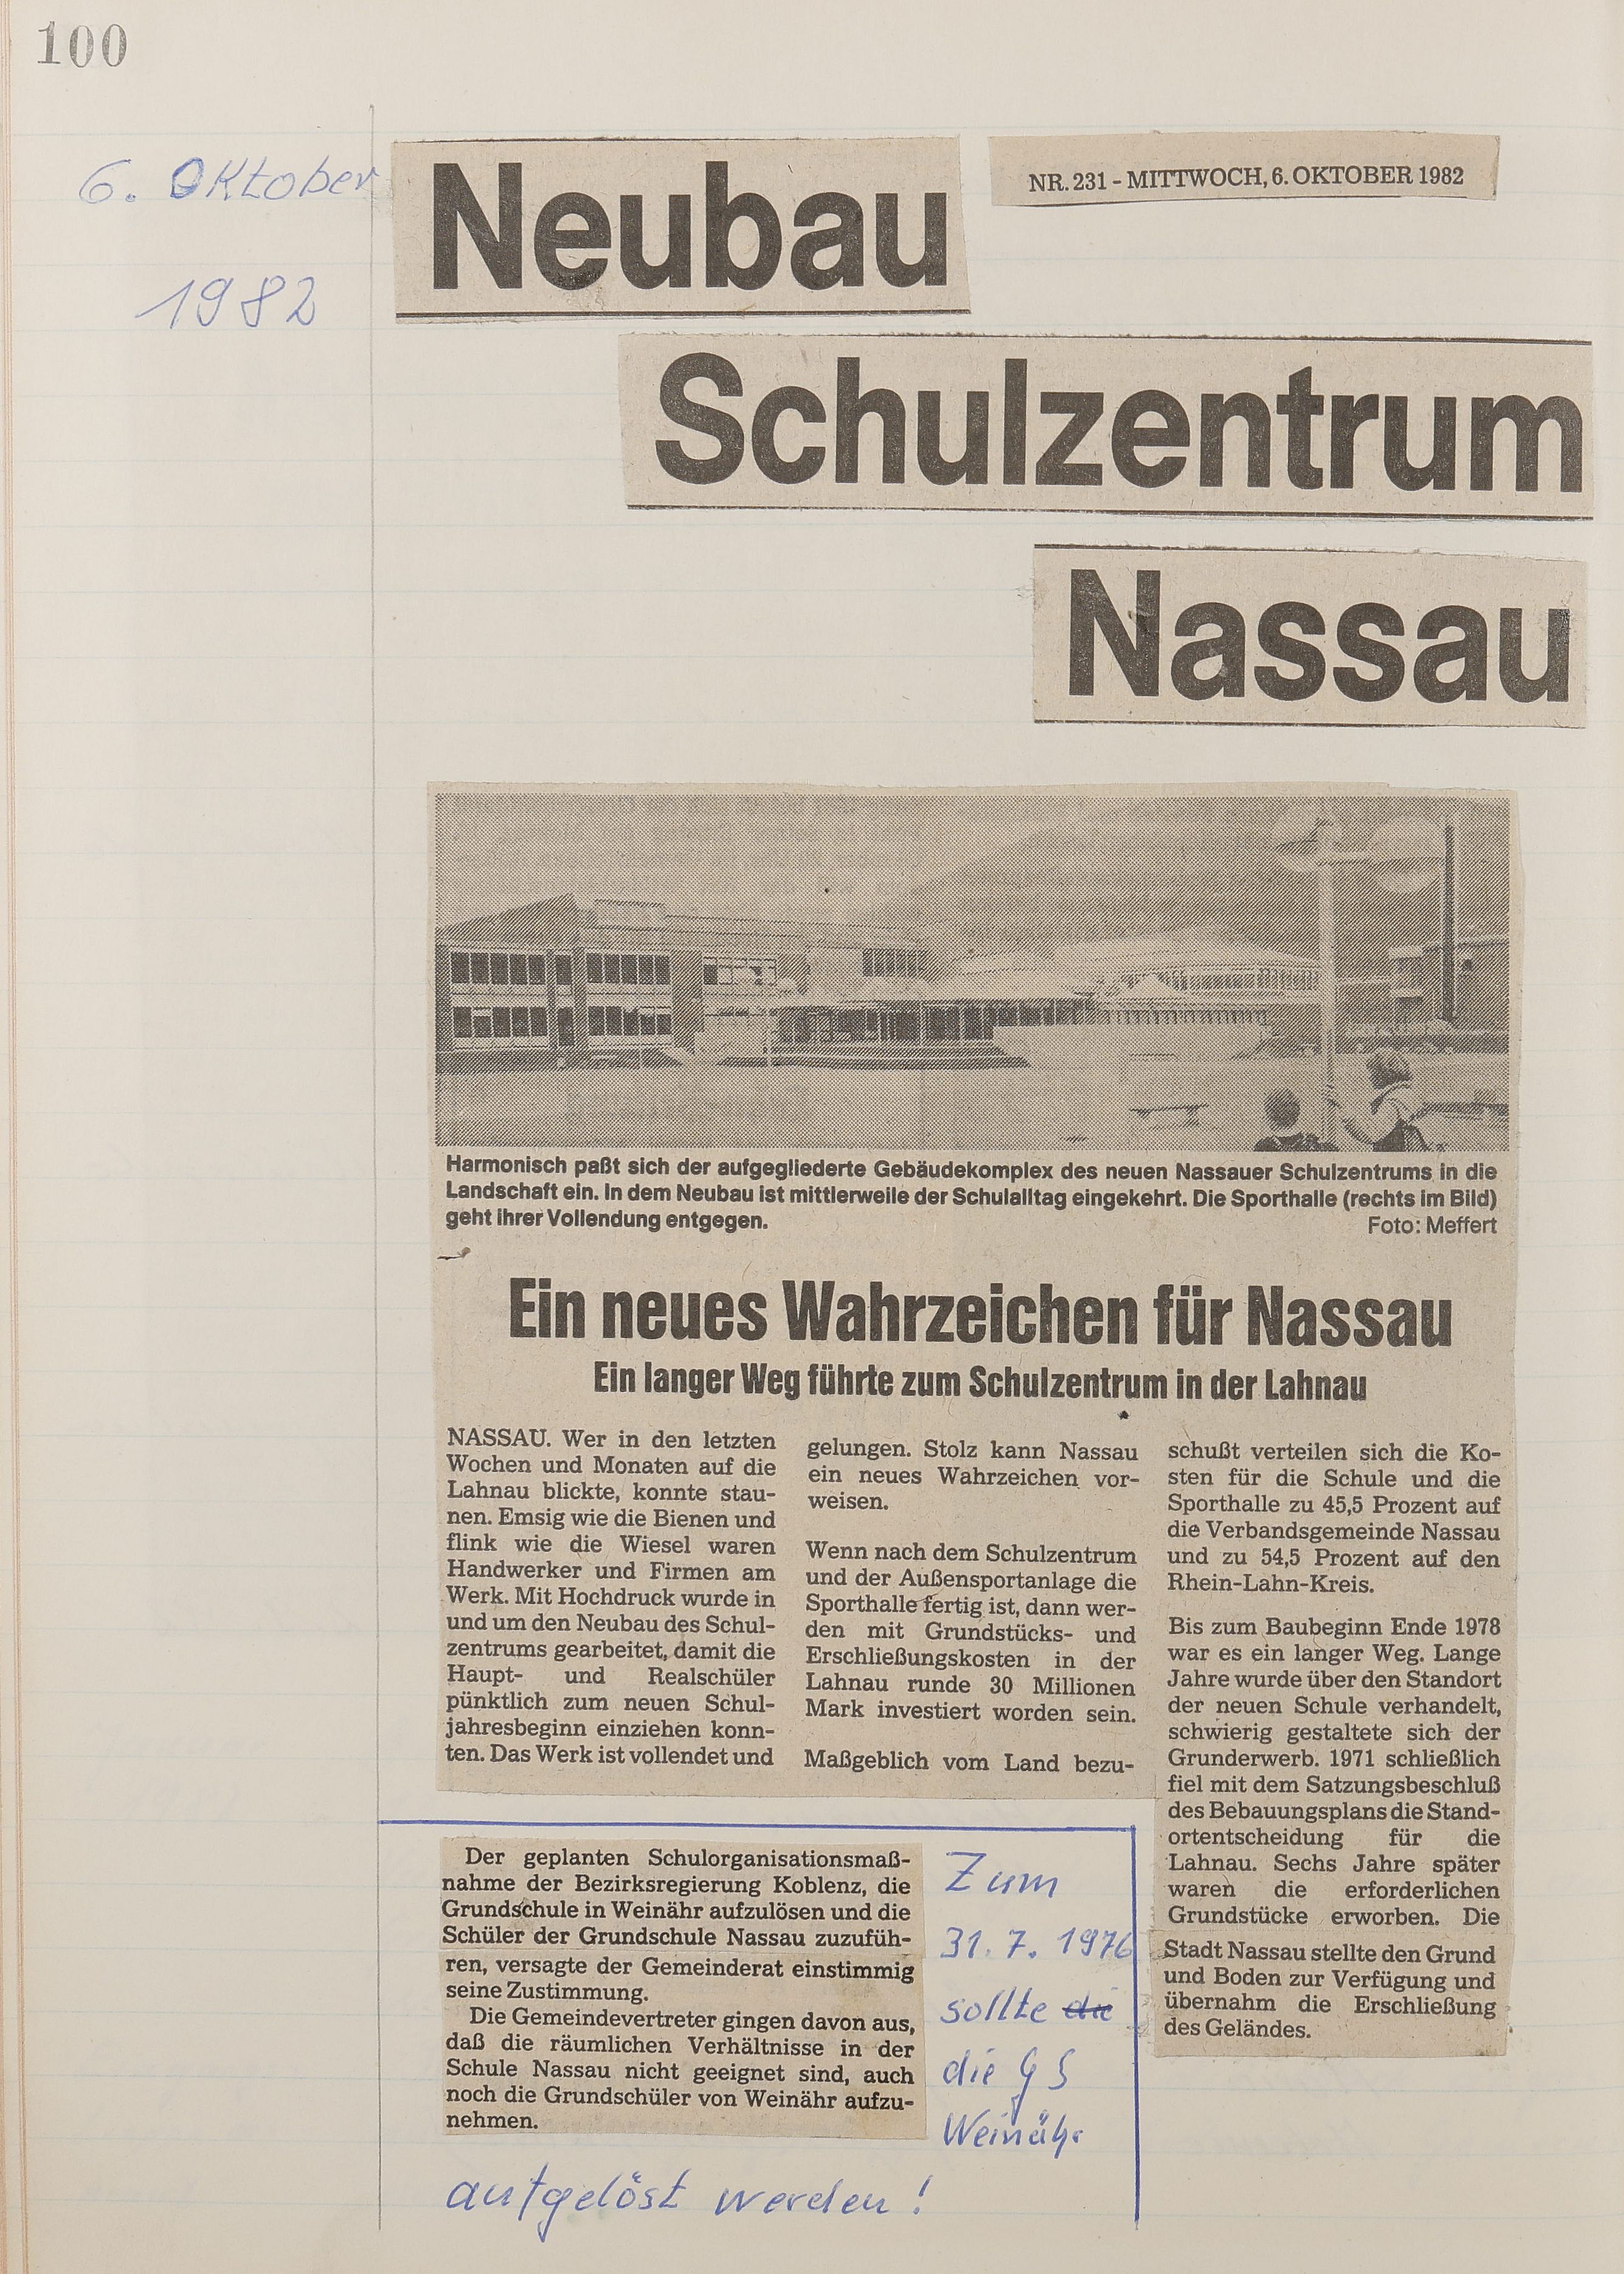 100
6. Oktober
1982
Neubau
NR. 231 - MITTWOCH, 6. OKTOBER 1982
Schulzentrum
Nassau
Harmonisch paßt sich der aufgegliederte Gebäudekomplex des neuen Nassauer Schulzentrums in die
Landschaft ein. In dem Neubau ist mittlerweile der Schulalltag eingekehrt. Die Sporthalle (rechts im Bild)
geht ihrer Vollendung entgegen. Foto: Meffert
Ein neues Wahrzeichen für Nassau
Ein langer Weg führte zum Schulzentrum in der Lahnau
NASSAU. Wer in den letzten
Wochen und Monaten auf die
Lahnau blickte, konnte stau-
nen. Emsig wie die Bienen und
flink wie die Wiesel waren
Handwerker und Firmen am
Werk. Mit Hochdruck wurde in
und um den Neubau des Schul-
zentrums gearbeitet, damit die
Haupt- und Realschüler
pünktlich zum neuen Schul-
jahresbeginn einziehen konn-
ten. Das Werk ist vollendet und
gelungen. Stolz kann Nassau
ein neues Wahrzeichen vor-
weisen.
Wenn nach dem Schulzentrum
und der Außensportanlage die
Sporthalle fertig ist, dann wer-
den mit Grundstücks- und
Erschließungskosten in der
Lahnau runde 30 Millionen
Mark investiert worden sein.
Maßgeblich vom Land bezu-
schußt verteilen sich die Ko-
sten für die Schule und die
Sporthalle zu 45,5 Prozent auf
die Verbandsgemeinde Nassau
und zu 54,5 Prozent auf den
Rhein-Lahn-Kreis.
Bis zum Baubeginn Ende 1978
war es ein langer Weg. Lange
Jahre wurde über den Standort
der neuen Schule verhandelt,
schwierig gestaltete sich der
Grunderwerb. 1971 schließlich
fiel mit dem Satzungsbeschluß
des Bebauungsplans die Stand-
ortentscheidung für die
Lahnau. Sechs Jahre später
waren die erforderlichen
Grundstücke erworben. Die
Stadt Nassau stellte den Grund
und Boden zur Verfügung und
übernahm die Erschließung
des Geländes.
Der geplanten Schulorganisationsmaß-
nahme der Bezirksregierung Koblenz, die
Grundschule in Weinähr aufzulösen und die
Schüler der Grundschule Nassau zuzufüh-
ren, versagte der Gemeinderat einstimmig
seine Zustimmung.
Die Gemeindevertreter gingen davon aus,
daß die räumlichen Verhältnisse in der
Schule Nassau nicht geeignet sind, auch
noch die Grundschüler von Weinähr aufzu-
nehmen.
Zum
31. 7. 1976
sollte die
die GS
Weinähr
aufgelöst werden!